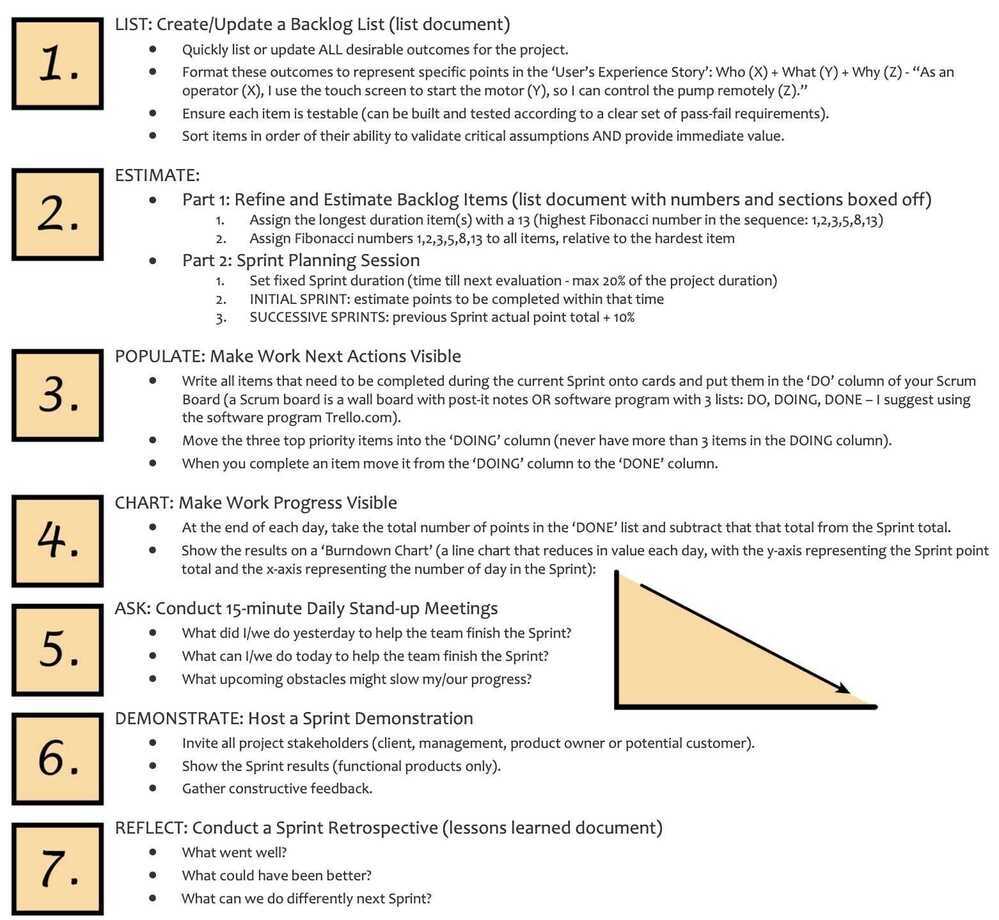 1.
LIST: Create/Update a Backlog List (list document)
• Quickly list or update ALL desirable outcomes for the project.
• Format these outcomes to represent specific points in the ‘User’s Experience Story’: Who (X) + What (Y) + Why (Z) - “As an
operator (X), I use the touch screen to start the motor (Y), so I can control the pump remotely (Z).”
• Ensure each item is testable (can be built and tested according to a clear set of pass-fail requirements).
• Sort items in order of their ability to validate critical assumptions AND provide immediate value.
2.
ESTIMATE:
• Part 1: Refine and Estimate Backlog Items (list document with numbers and sections boxed off)
1. Assign the longest duration item(s) with a 13 (highest Fibonacci number in the sequence: 1,2,3,5,8,13)
2. Assign Fibonacci numbers 1,2,3,5,8,13 to all items, relative to the hardest item
• Part 2: Sprint Planning Session
1. Set fixed Sprint duration (time till next evaluation - max 20% of the project duration)
2. INITIAL SPRINT: estimate points to be completed within that time
3. SUCCESSIVE SPRINTS: previous Sprint actual point total + 10%
3.
POPULATE: Make Work Next Actions Visible
• Write all items that need to be completed during the current Sprint onto cards and put them in the ‘DO’ column of your Scrum
Board (a Scrum board is a wall board with post-it notes OR software program with 3 lists: DO, DOING, DONE – I suggest using
the software program Trello.com).
• Move the three top priority items into the ‘DOING’ column (never have more than 3 items in the DOING column).
• When you complete an item move it from the ‘DOING’ column to the ‘DONE’ column.
4.
CHART: Make Work Progress Visible
• At the end of each day, take the total number of points in the ‘DONE’ list and subtract that that total from the Sprint total.
• Show the results on a ‘Burndown Chart’ (a line chart that reduces in value each day, with the y-axis representing the Sprint point
total and the x-axis representing the number of day in the Sprint):
5.
ASK: Conduct 15-minute Daily Stand-up Meetings
• What did I/we do yesterday to help the team finish the Sprint?
• What can I/we do today to help the team finish the Sprint?
• What upcoming obstacles might slow my/our progress?
6.
DEMONSTRATE: Host a Sprint Demonstration
• Invite all project stakeholders (client, management, product owner or potential customer).
• Show the Sprint results (functional products only).
• Gather constructive feedback.
7.
REFLECT: Conduct a Sprint Retrospective (lessons learned document)
• What went well?
• What could have been better?
• What can we do differently next Sprint?